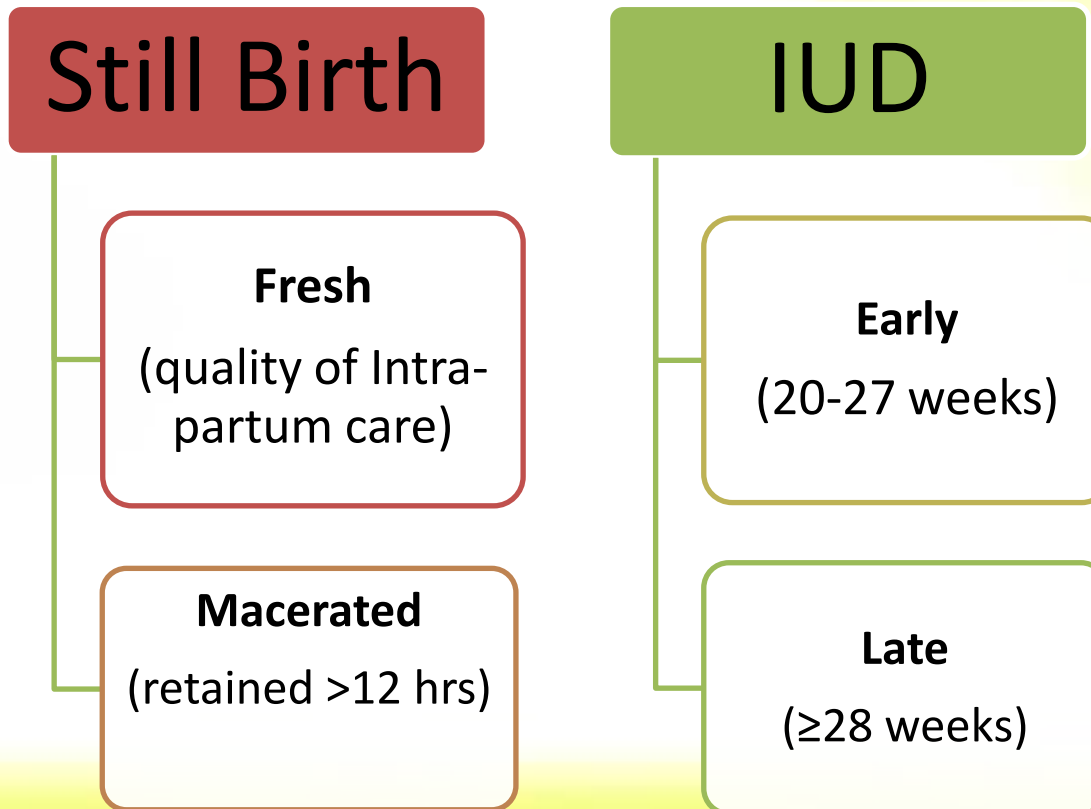 Still Birth
Fresh
(quality of Intra-
partum care)
Macerated
(retained >12 hrs)
IUD
Early
(20-27 weeks)
Late
(≥28 weeks)